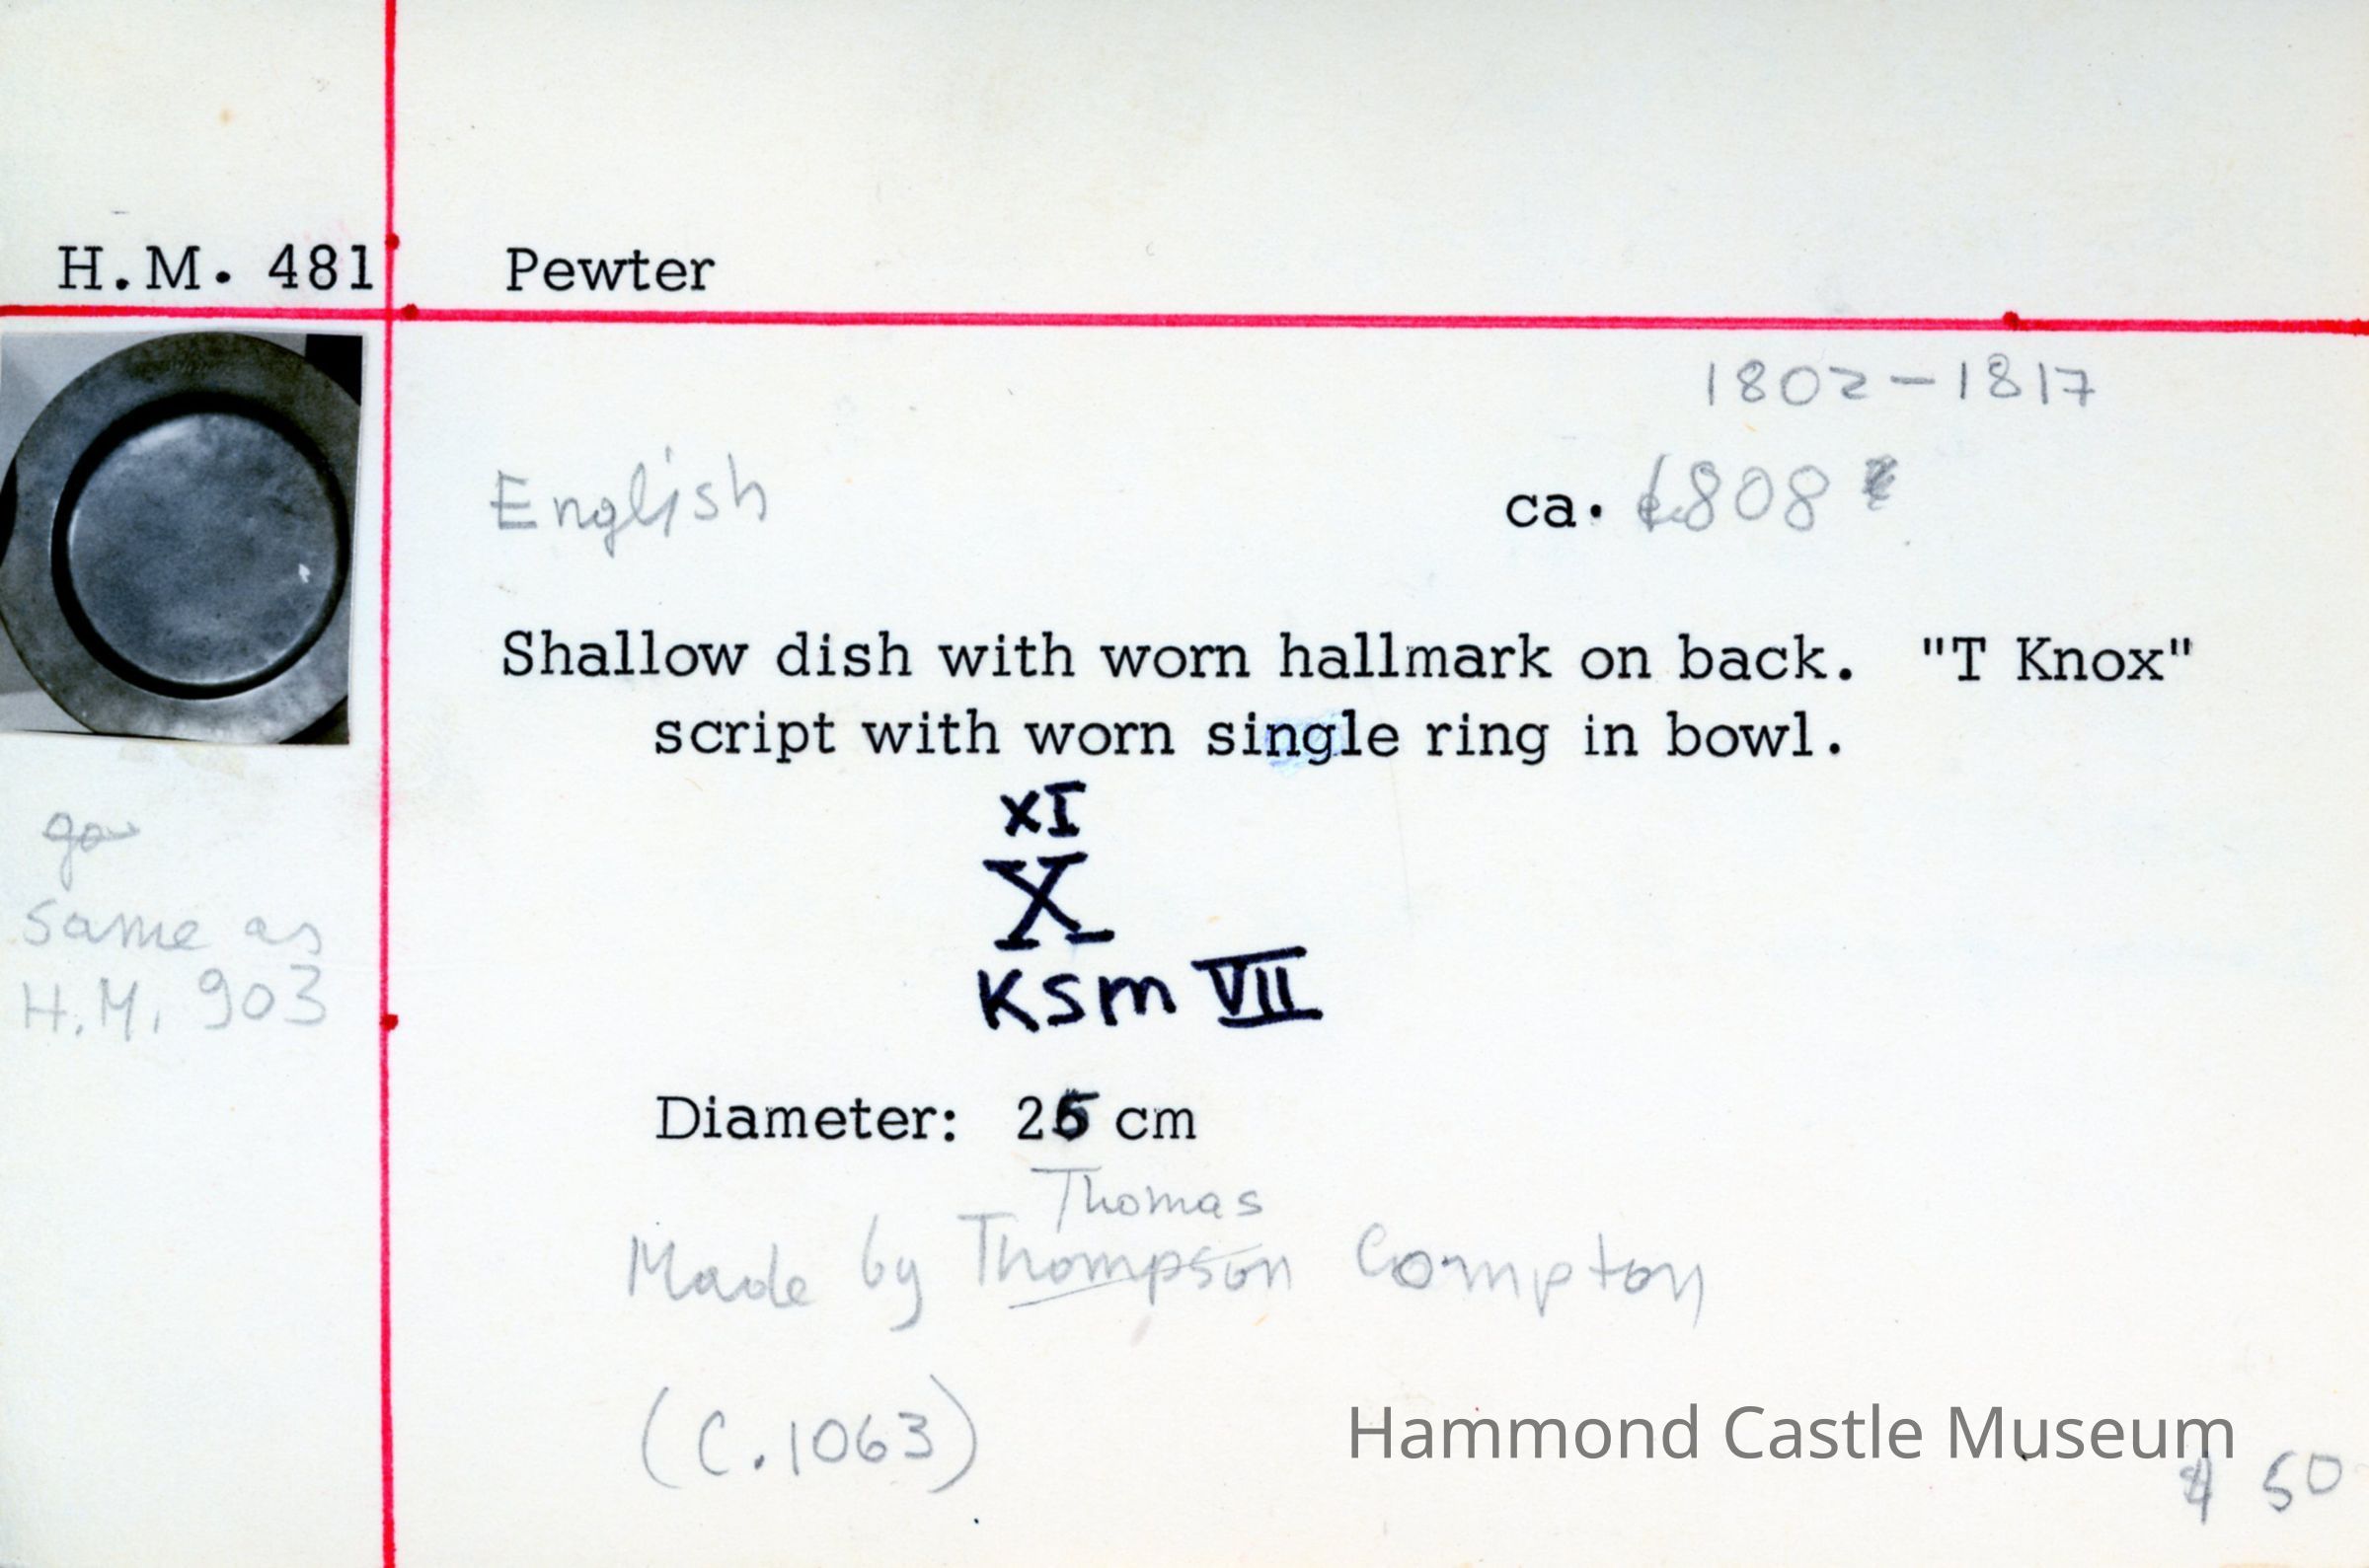 H.M. 481 Pewter
1802-1817
English ca. 1808
Shallow dish with worn hallmark on back. "T Knox"
script with worn single ring in bowl.
XI
X
KSm VII
same as
H.M. 903
Diameter: 25 cm
Thomas
Made by Thompson Compton
(C.1063)
Hammond Castle Museum
$ 50